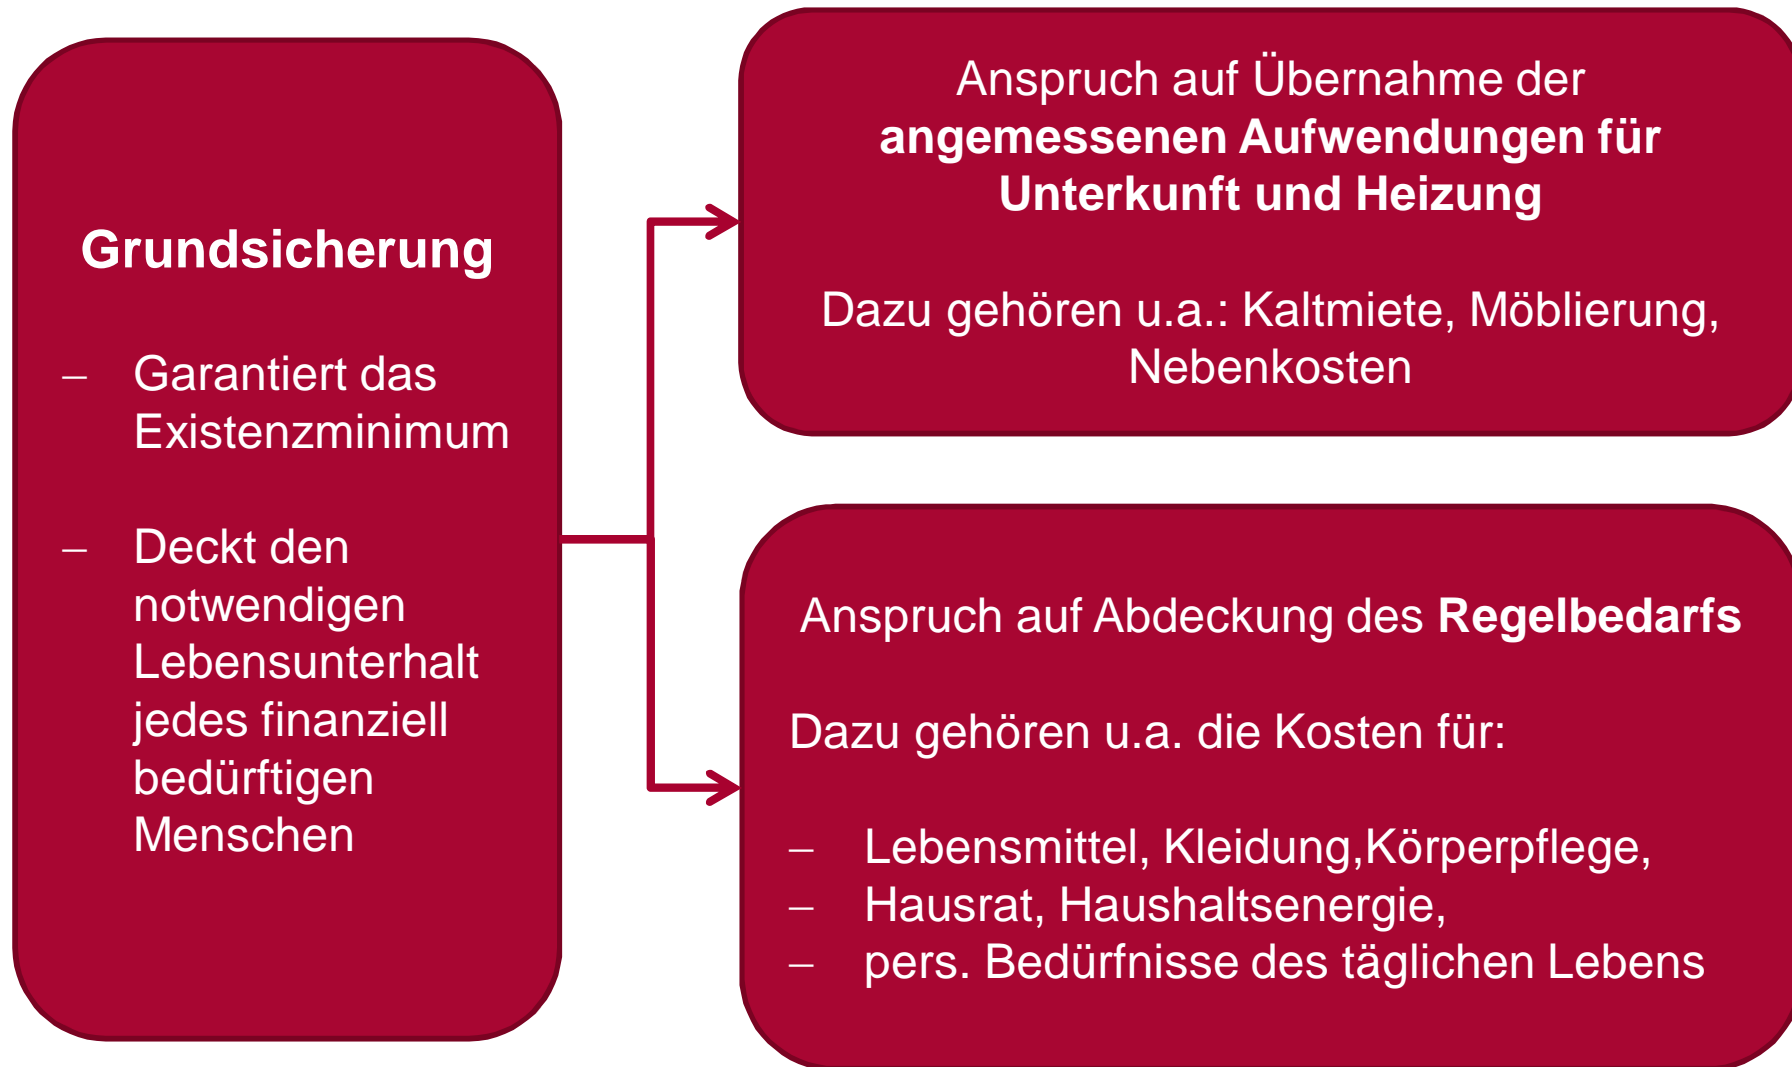 Grundsicherung
– Garantiert das
Existenzminimum
– Deckt den
notwendigen
Lebensunterhalt
jedes finanziell
bedürftigen
Menschen
Anspruch auf Übernahme der
angemessenen Aufwendungen für
Unterkunft und Heizung
Dazu gehören u.a.: Kaltmiete, Möblierung,
Nebenkosten
Anspruch auf Abdeckung des Regelbedarfs
Dazu gehören u.a. die Kosten für:
– Lebensmittel, Kleidung,Körperpflege,
– Hausrat, Haushaltsenergie,
– pers. Bedürfnisse des täglichen Lebens